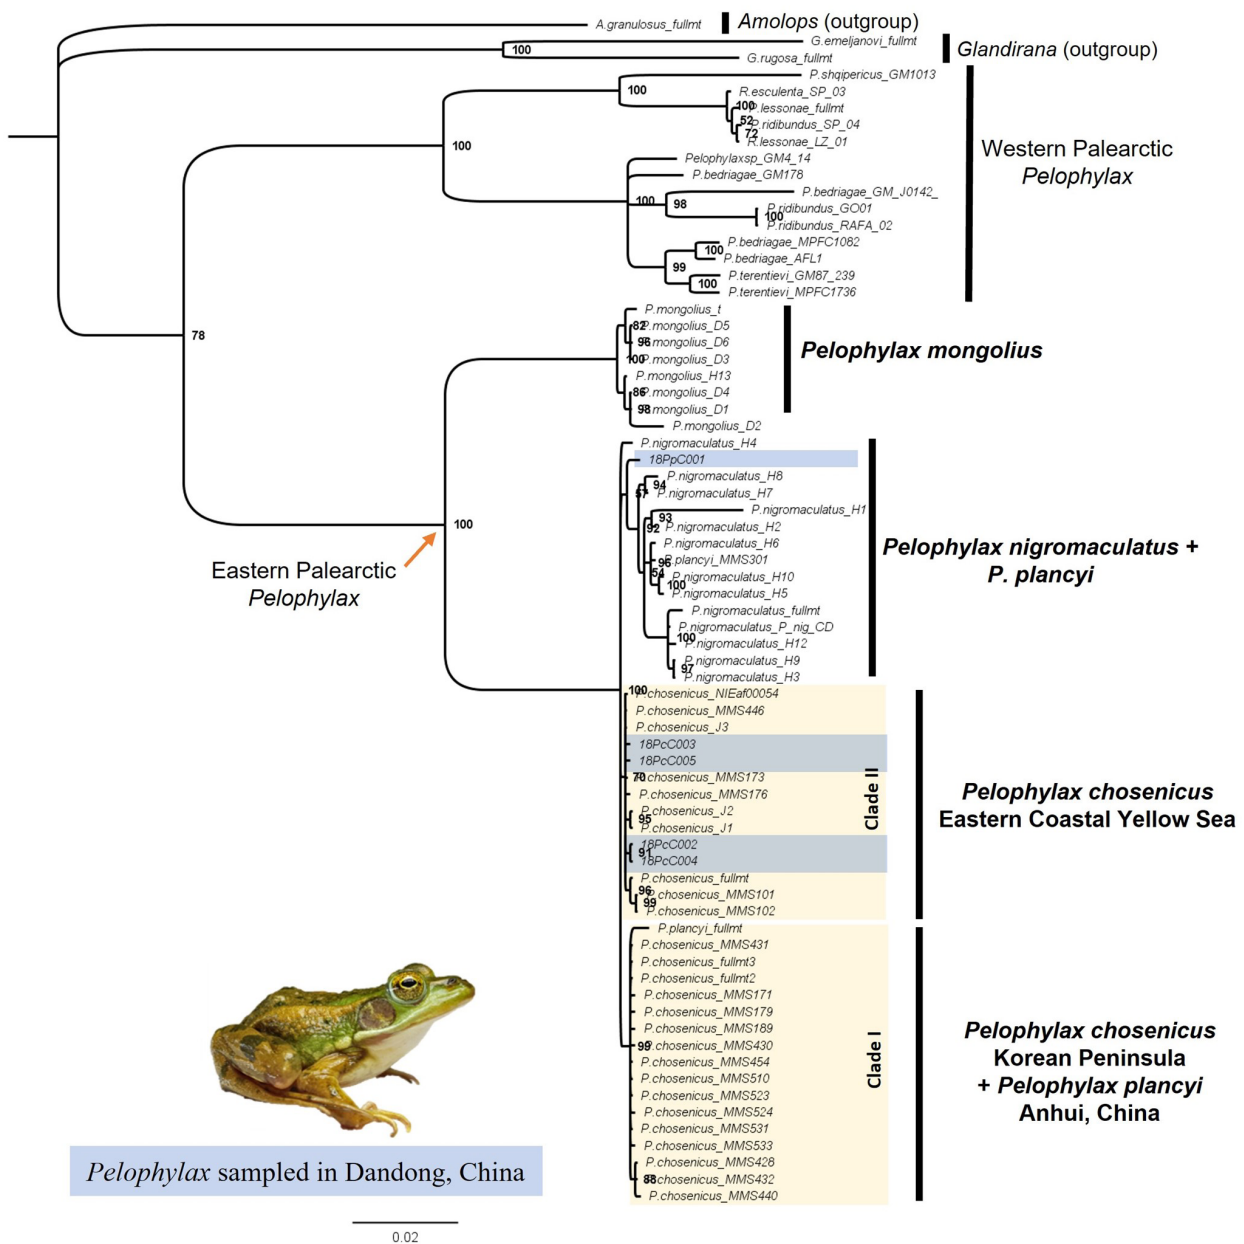 A.granulosus_fullmt
Amolops (outgroup)
G.emeljanovi_fullmt
100
Glandirana (outgroup)
G.rugosa_fullmt
P.shqipericus_GM1013
100
R.esculenta_SP_03
100
P.lessonae_fullmt
52
P.ridibundus_SP_04
72
R.lessonae_LZ_01
100
Western Palearctic
Pelophylax
Pelophylaxsp_GM4_14
P.bedriagae_GM178
P.bedriagae_GM_J0142_
100
98
P.ridibundus_GO01
100
P.ridibundus_RAFA_02
P.bedriagae_MPFC1082
100
P.bedriagae_AFL1
99
P.terentievi_GM87_239
100
P.terentievi_MPFC1736
78
P.mongolius_t
82
P.mongolius_D5
96
P.mongolius_D6
100
P.mongolius_D3
P.mongolius_H13
86
P.mongolius_D4
98
P.mongolius_D1
P.mongolius_D2
Pelophylax mongolius
P.nigromaculatus_H4
18PpC001
P.nigromaculatus_H8
94
57
P.nigromaculatus_H7
P.nigromaculatus_H1
93
92
P.nigromaculatus_H2
P.nigromaculatus_H6
P.plancyi_MMS301
96
54
P.nigromaculatus_H10
100
P.nigromaculatus_H5
P.nigromaculatus_fullmt
P.nigromaculatus_P_nig_CD
100
P.nigromaculatus_H12
P.nigromaculatus_H9
97
P.nigromaculatus_H3
Pelophylax nigromaculatus +
P. plancyi
100
Eastern Palearctic
Pelophylax
100
P.chosenicus_NIEaf00054
P.chosenicus_MMS446
P.chosenicus_J3
18PcC003
18PcC005
70
P.chosenicus_MMS173
P.chosenicus_MMS176
P.chosenicus_J2
95
P.chosenicus_J1
18PcC002
91
18PcC004
P.chosenicus_fullmt
96
P.chosenicus_MMS101
99
P.chosenicus_MMS102
Clade II
Pelophylax chosenicus
Eastern Coastal Yellow Sea
P.plancyi_fullmt
P.chosenicus_MMS431
P.chosenicus_fullmt3
P.chosenicus_fullmt2
P.chosenicus_MMS171
P.chosenicus_MMS179
P.chosenicus_MMS189
99
P.chosenicus_MMS430
P.chosenicus_MMS454
P.chosenicus_MMS510
P.chosenicus_MMS523
P.chosenicus_MMS524
P.chosenicus_MMS531
P.chosenicus_MMS533
P.chosenicus_MMS428
88
P.chosenicus_MMS432
P.chosenicus_MMS440
Clade I
Pelophylax chosenicus
Korean Peninsula
+ Pelophylax plancyi
Anhui, China
Pelophylax sampled in Dandong, China
0.02